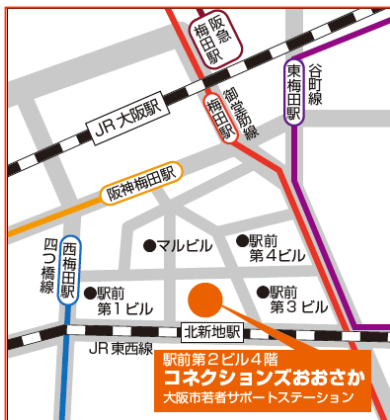 阪急
梅田駅
JR 大阪駅
梅田駅
御堂筋線
東梅田駅
谷町線
阪神梅田駅
西梅田駅
四つ橋線
●マルビル
●駅前
第4ビル
●駅前
第1ビル
●駅前
第3ビル
北新地駅
JR 東西線
駅前第2ビル4階
コネクションズおおさか
大阪市若者サポートステーション